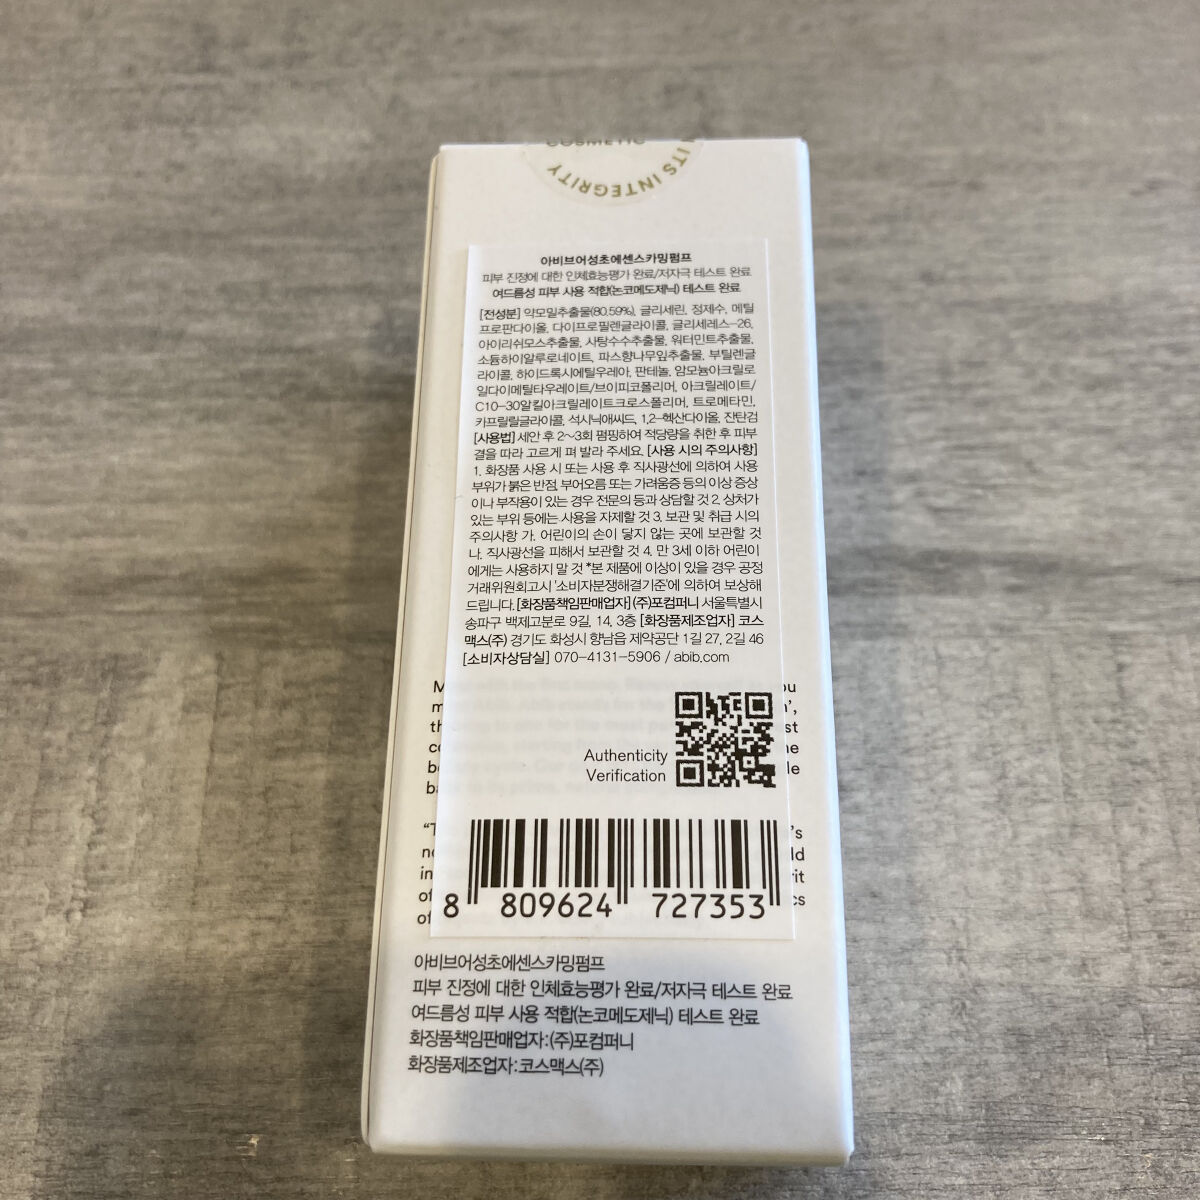 COSMETIC
ITS INTEGRITY
아비브어성초에센스카밍펌프
피부 진정에 대한 인체효능평가 완료/저자극 테스트 완료
여드름성 피부 사용 적합(논코메도제닉) 테스트 완료
[전성분] 약모밀추출물(80.59%), 글리세린, 정제수, 메틸
프로판다이올, 다이프로필렌글라이콜, 글리세레스-26,
아이리쉬모스추출물, 사탕수수추출물, 워터민트추출물,
소듐하이알루로네이트, 파스향나무잎추출물, 부틸렌글
라이콜, 하이드록시에틸우레아, 판테놀, 암모늄아크릴로
일다이메틸타우레이트/브이피코폴리머, 아크릴레이트/
C10-30알킬아크릴레이트크로스폴리머, 트로메타민,
카프릴릴글라이콜, 석시닉애씨드, 1,2-헥산다이올, 잔탄검
[사용법] 세안 후 2~3회 펌핑하여 적당량을 취한 후 피부
결을 따라 고르게 펴 발라 주세요. [사용 시의 주의사항]
1. 화장품 사용 시 또는 사용 후 직사광선에 의하여 사용
부위가 붉은 반점, 부어오름 또는 가려움증 등의 이상 증상
이나 부작용이 있는 경우 전문의 등과 상담할 것 2. 상처가
있는 부위 등에는 사용을 자제할 것 3. 보관 및 취급 시의
주의사항 가. 어린이의 손이 닿지 않는 곳에 보관할 것
나. 직사광선을 피해서 보관할 것 4. 만 3세 이하 어린이
에게는 사용하지 말 것 *본 제품에 이상이 있을 경우 공정
거래위원회고시 '소비자분쟁해결기준'에 의하여 보상해
드립니다. [화장품책임판매업자] (주)포컴퍼니 서울특별시
송파구 백제고분로 9길, 14, 3층 [화장품제조업자] 코스
맥스(주) 경기도 화성시 향남읍 제약공단 1길 27, 2길 46
[소비자상담실] 070-4131-5906 / abib.com
Authenticity
Verification
8 809624 727353
아비브어성초에센스카밍펌프
피부 진정에 대한 인체효능평가 완료/저자극 테스트 완료
여드름성 피부 사용 적합(논코메도제닉) 테스트 완료
화장품책임판매업자:(주)포컴퍼니
화장품제조업자:코스맥스(주)